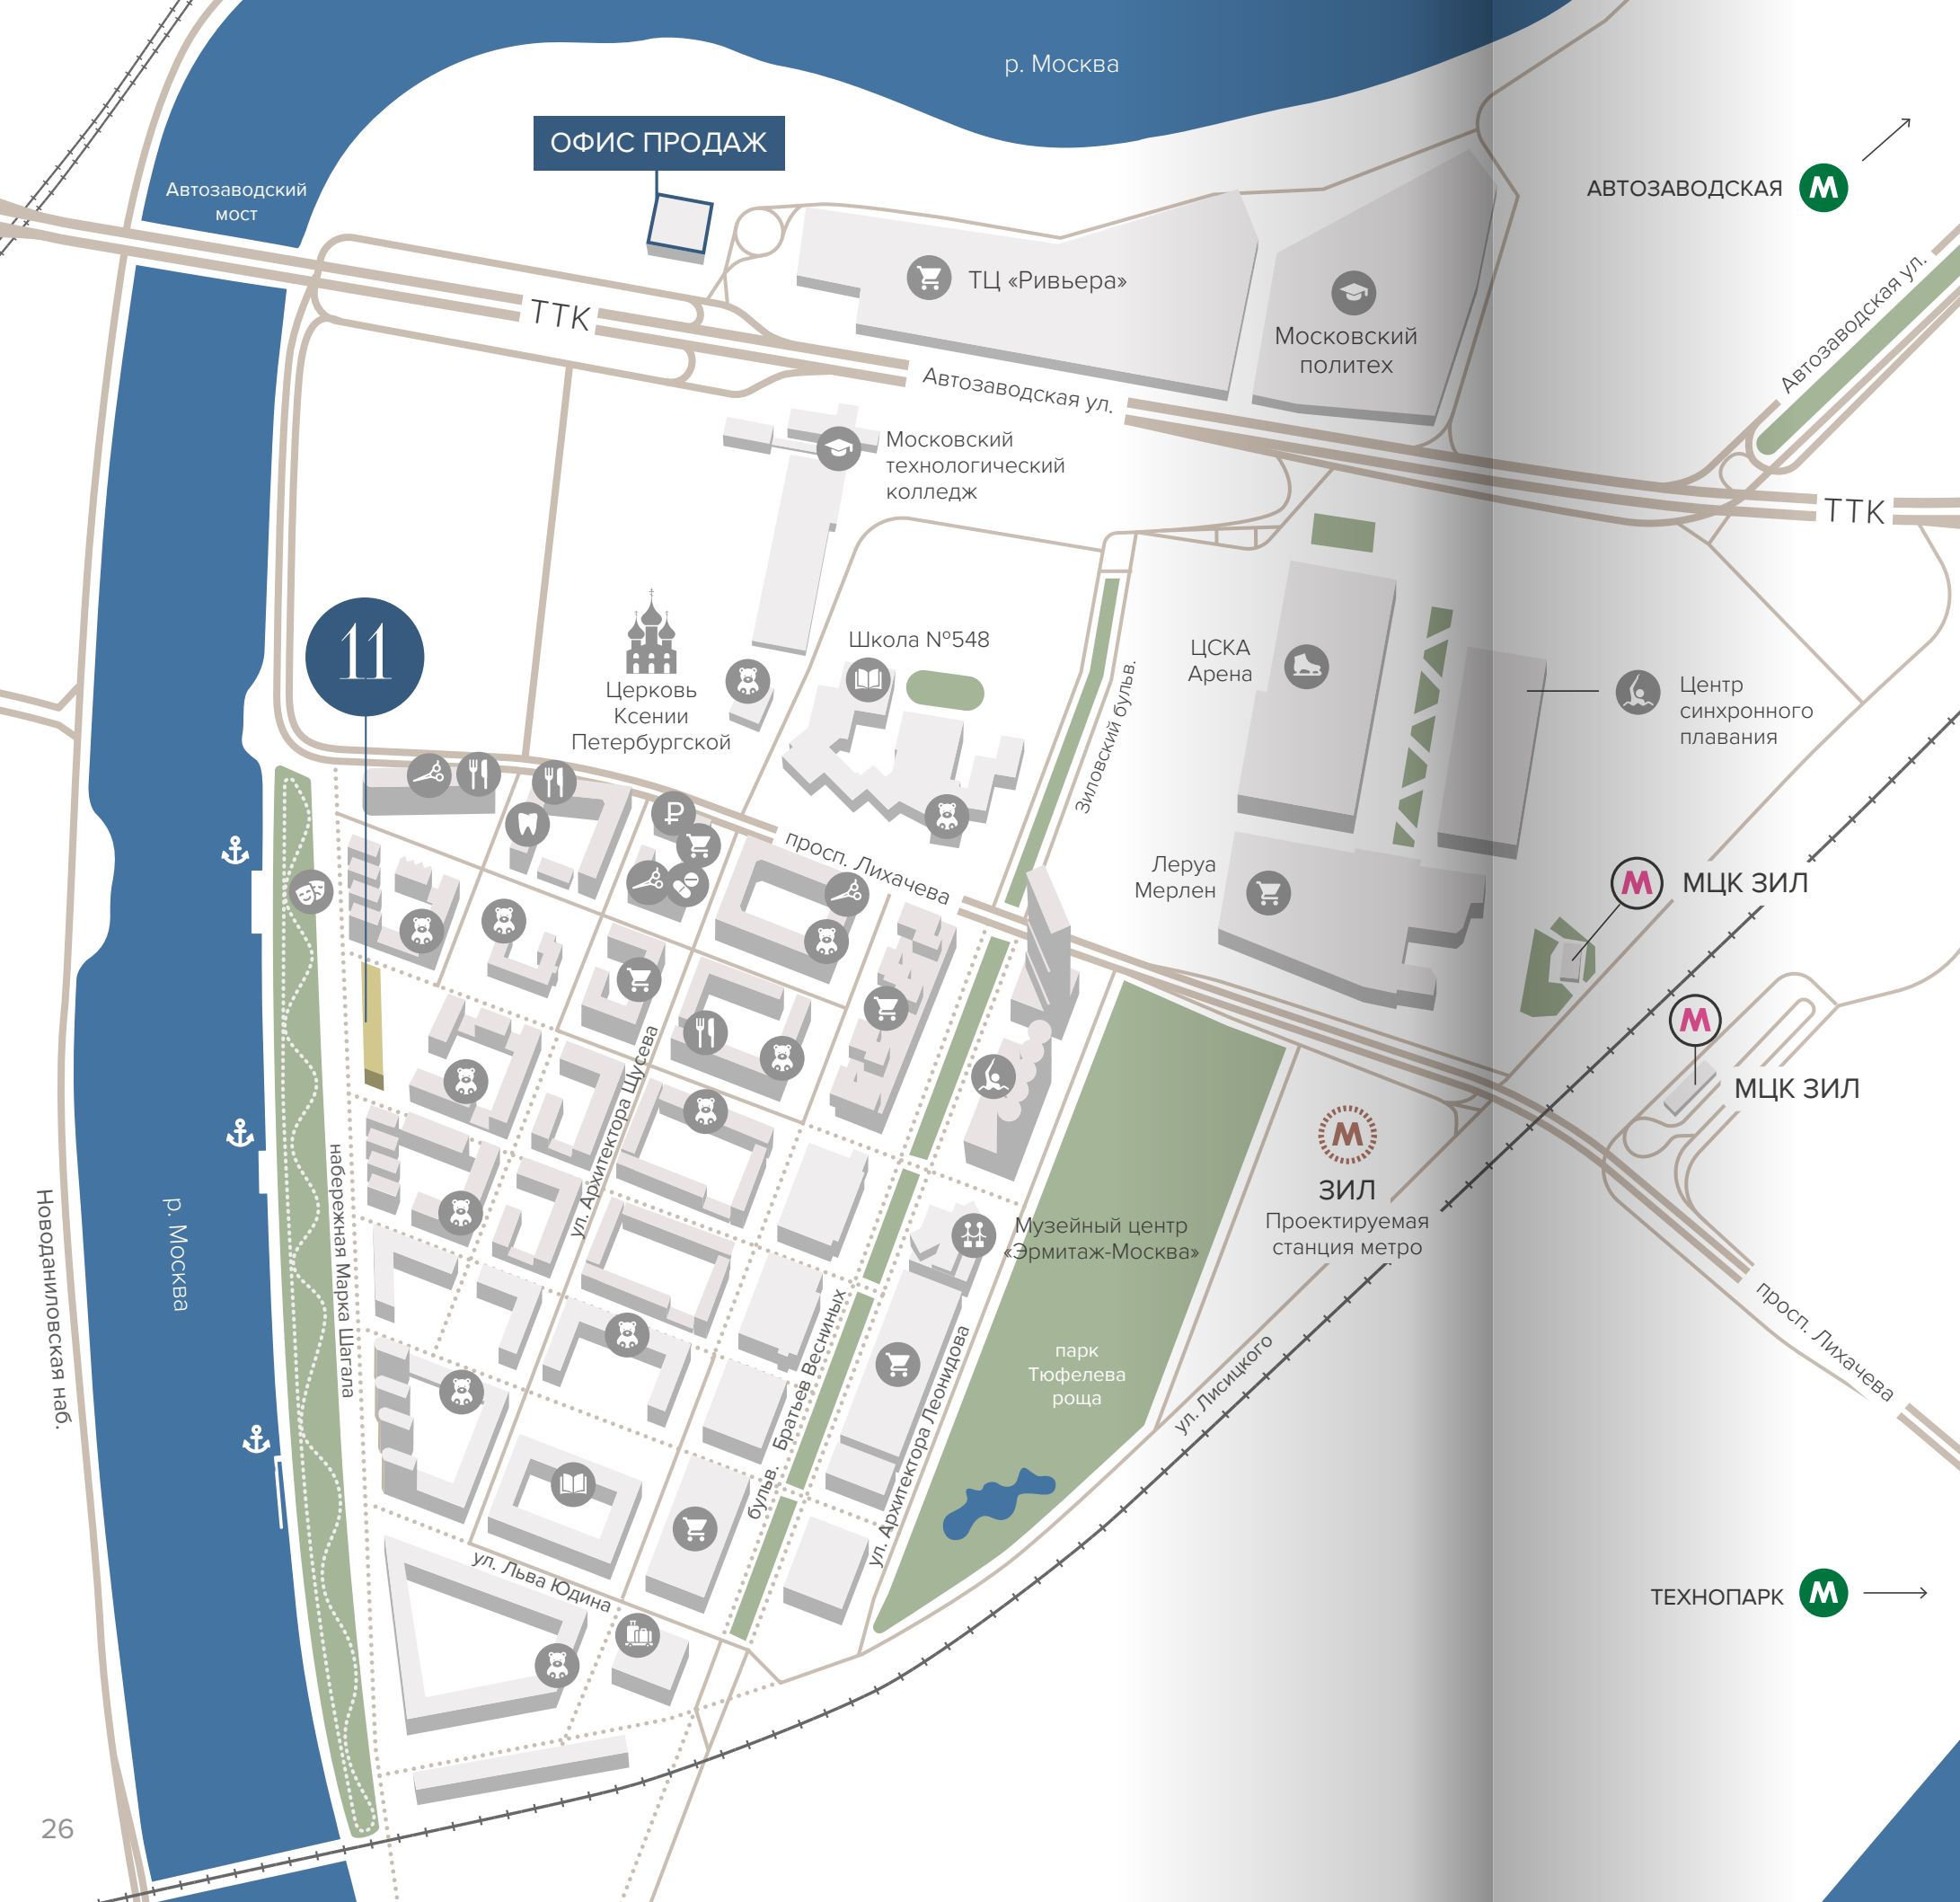 р. Москва
ОФИС ПРОДАЖ
Автозаводский
мост
АВТОЗАВОДСКАЯ
М
ТЦ «Ривьера»
ТТК
Московский
политех
Автозаводская ул.
Автозаводская ул.
Московский
технологический
колледж
ТТК
11
Школа №548
Церковь
Ксении
Петербургской
ЦСКА
Арена
Зиловский бульв.
Центр
синхронного
плавания
₽
просп. Лихачева
Леруа
Мерлен
М
МЦК ЗИЛ
М
МЦК ЗИЛ
ул. Архитектора Щусева
М
ЗИЛ
Проектируемая
станция метро
Музейный центр
«Эрмитаж-Москва»
Новоданиловская наб.
р. Москва
набережная Марка Шагала
бульв. Братьев Весниных
ул. Архитектора Леонидова
парк
Тюфелева
роща
ул. Лисицкого
просп. Лихачева
ул. Льва Юдина
ТЕХНОПАРК
М
26